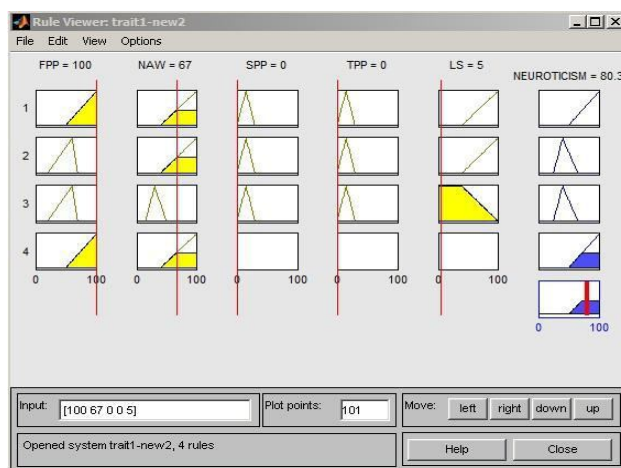 Rule Viewer: trait1-new2
File Edit View Options
FPP = 100 NAW = 67 SPP = 0 TPP = 0 LS = 5 NEUROTICISM = 80.3
1
2
3
4
0 100 0 100 0 100 0 100 0 100
0 100
Input: [100 67 0 0 5] Plot points: 101 Move: left right down up
Opened system trait1-new2, 4 rules Help Close